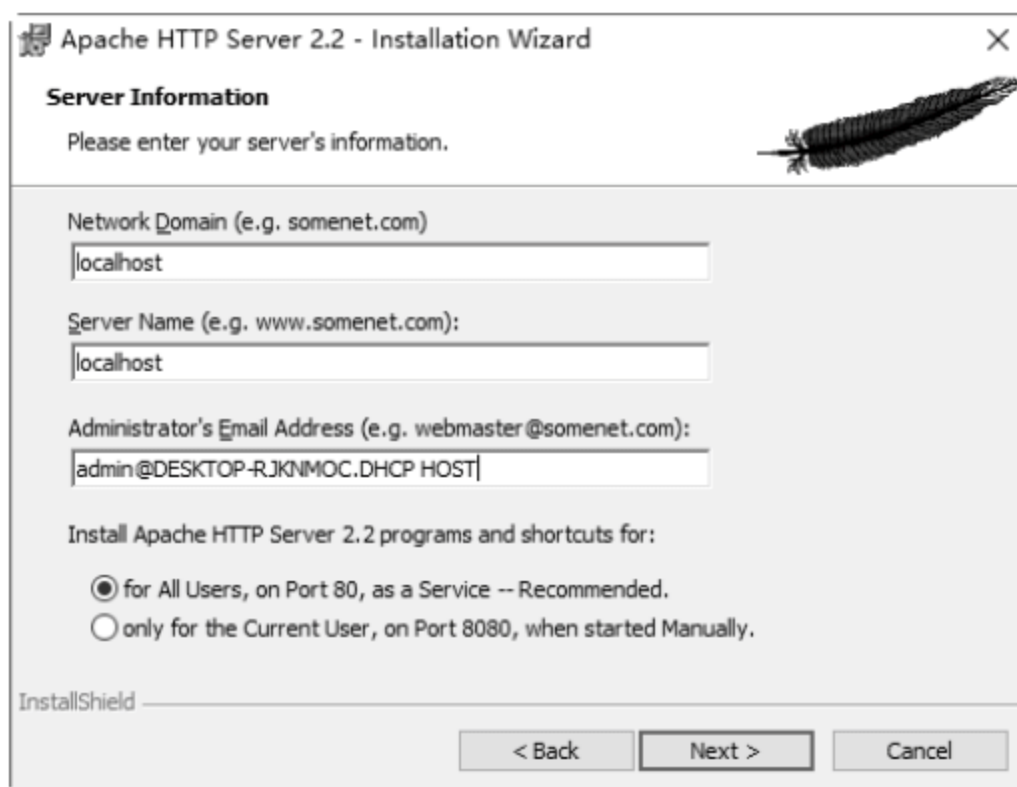 Apache HTTP Server 2.2 - Installation Wizard
Server Information
Please enter your server's information.
Network Domain (e.g. somenet.com)
localhost
Server Name (e.g. www.somenet.com):
localhost
Administrator's Email Address (e.g. webmaster@somenet.com):
admin@DESKTOP-RJKNMOC.DHCP HOST
Install Apache HTTP Server 2.2 programs and shortcuts for:
for All Users, on Port 80, as a Service -- Recommended.
only for the Current User, on Port 8080, when started Manually.
InstallShield
< Back Next > Cancel